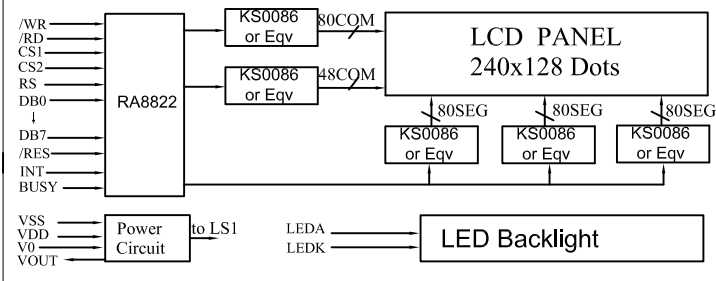 /WR
/RD
CS1
CS2
RS
DB0
↓
DB7
/RES
INT
BUSY
RA8822
KS0086
or Eqv
80COM
KS0086
or Eqv
48COM
LCD PANEL
240x128 Dots
80SEG
80SEG
80SEG
KS0086
or Eqv
KS0086
or Eqv
KS0086
or Eqv
VSS
VDD
V0
VOUT
Power
Circuit
to LS1
LEDA
LEDK
LED Backlight